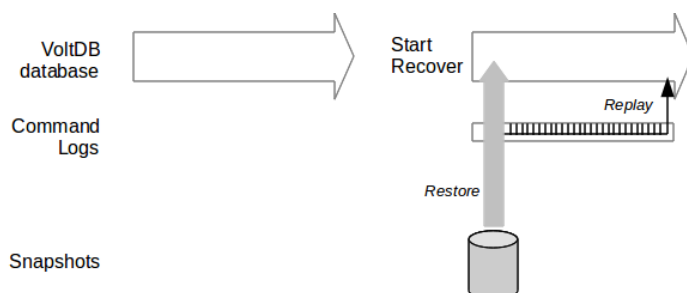 VoltDB
database
Start
Recover
Replay
Command
Logs
Restore
Snapshots